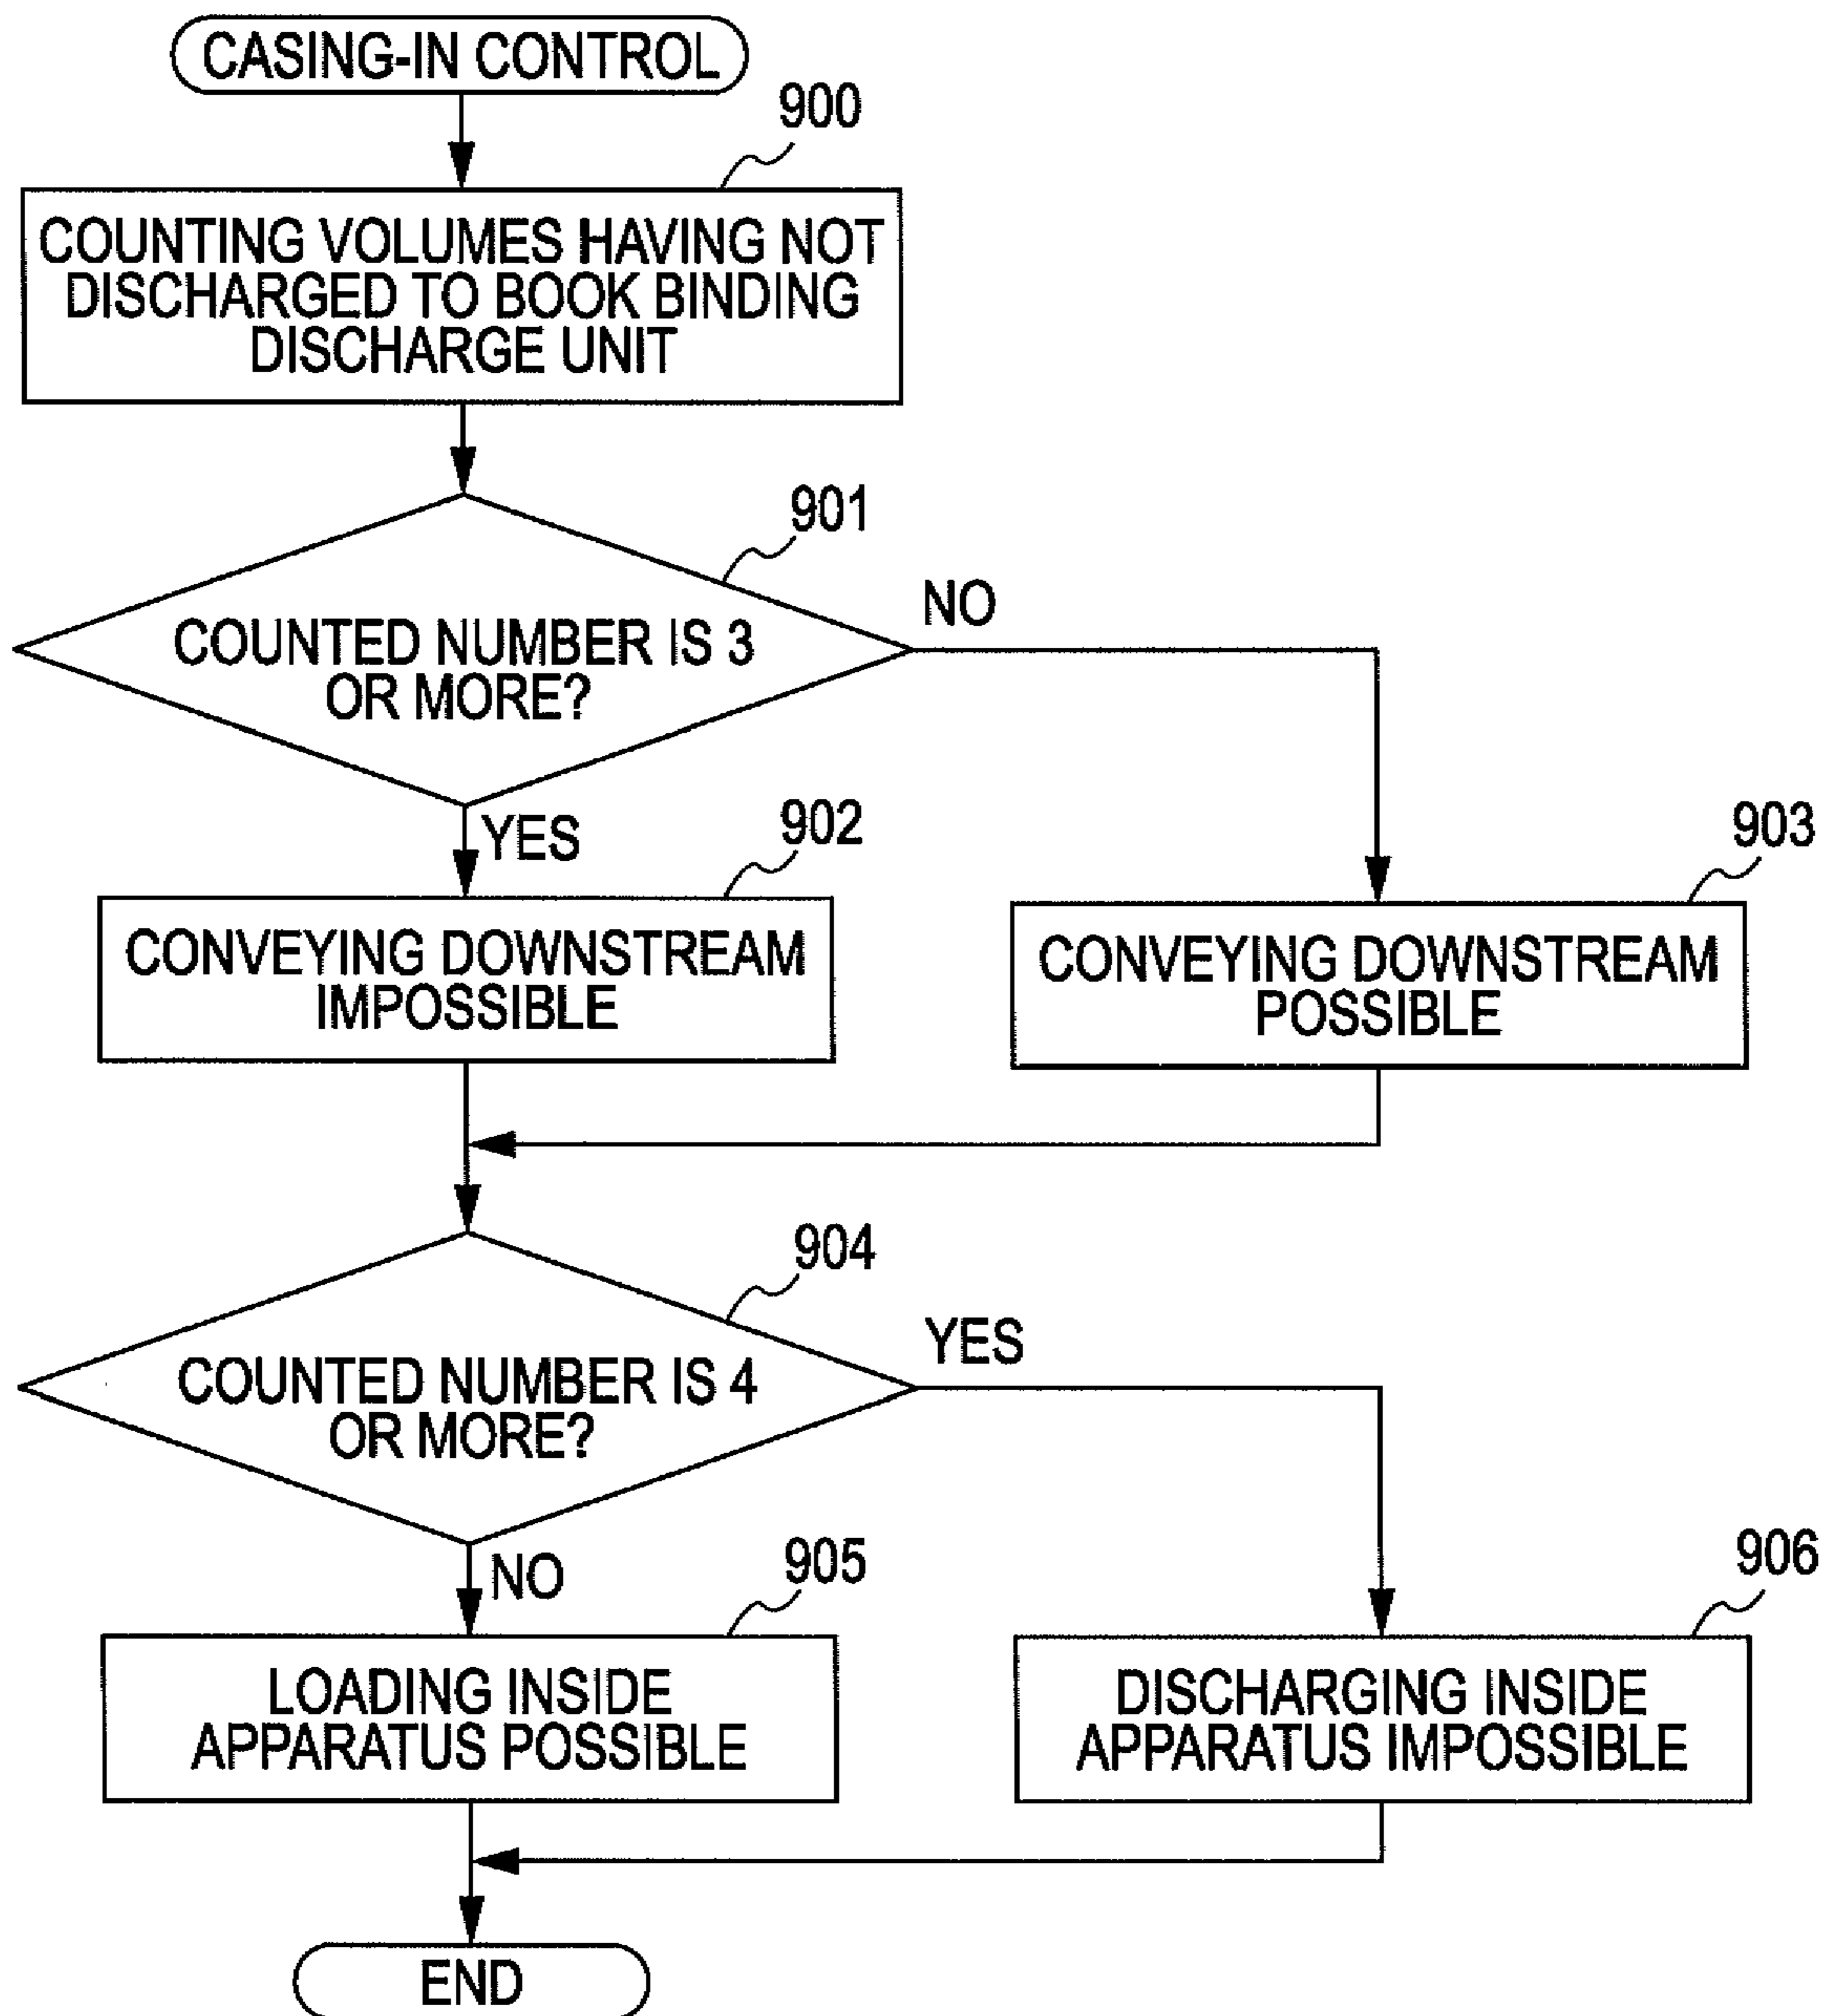 CASING-IN CONTROL
900
COUNTING VOLUMES HAVING NOT
DISCHARGED TO BOOK BINDING
DISCHARGE UNIT
901
COUNTED NUMBER IS 3
OR MORE?
NO
YES
902
CONVEYING DOWNSTREAM
IMPOSSIBLE
903
CONVEYING DOWNSTREAM
POSSIBLE
904
COUNTED NUMBER IS 4
OR MORE?
YES
NO
905
LOADING INSIDE
APPARATUS POSSIBLE
906
DISCHARGING INSIDE
APPARATUS IMPOSSIBLE
END